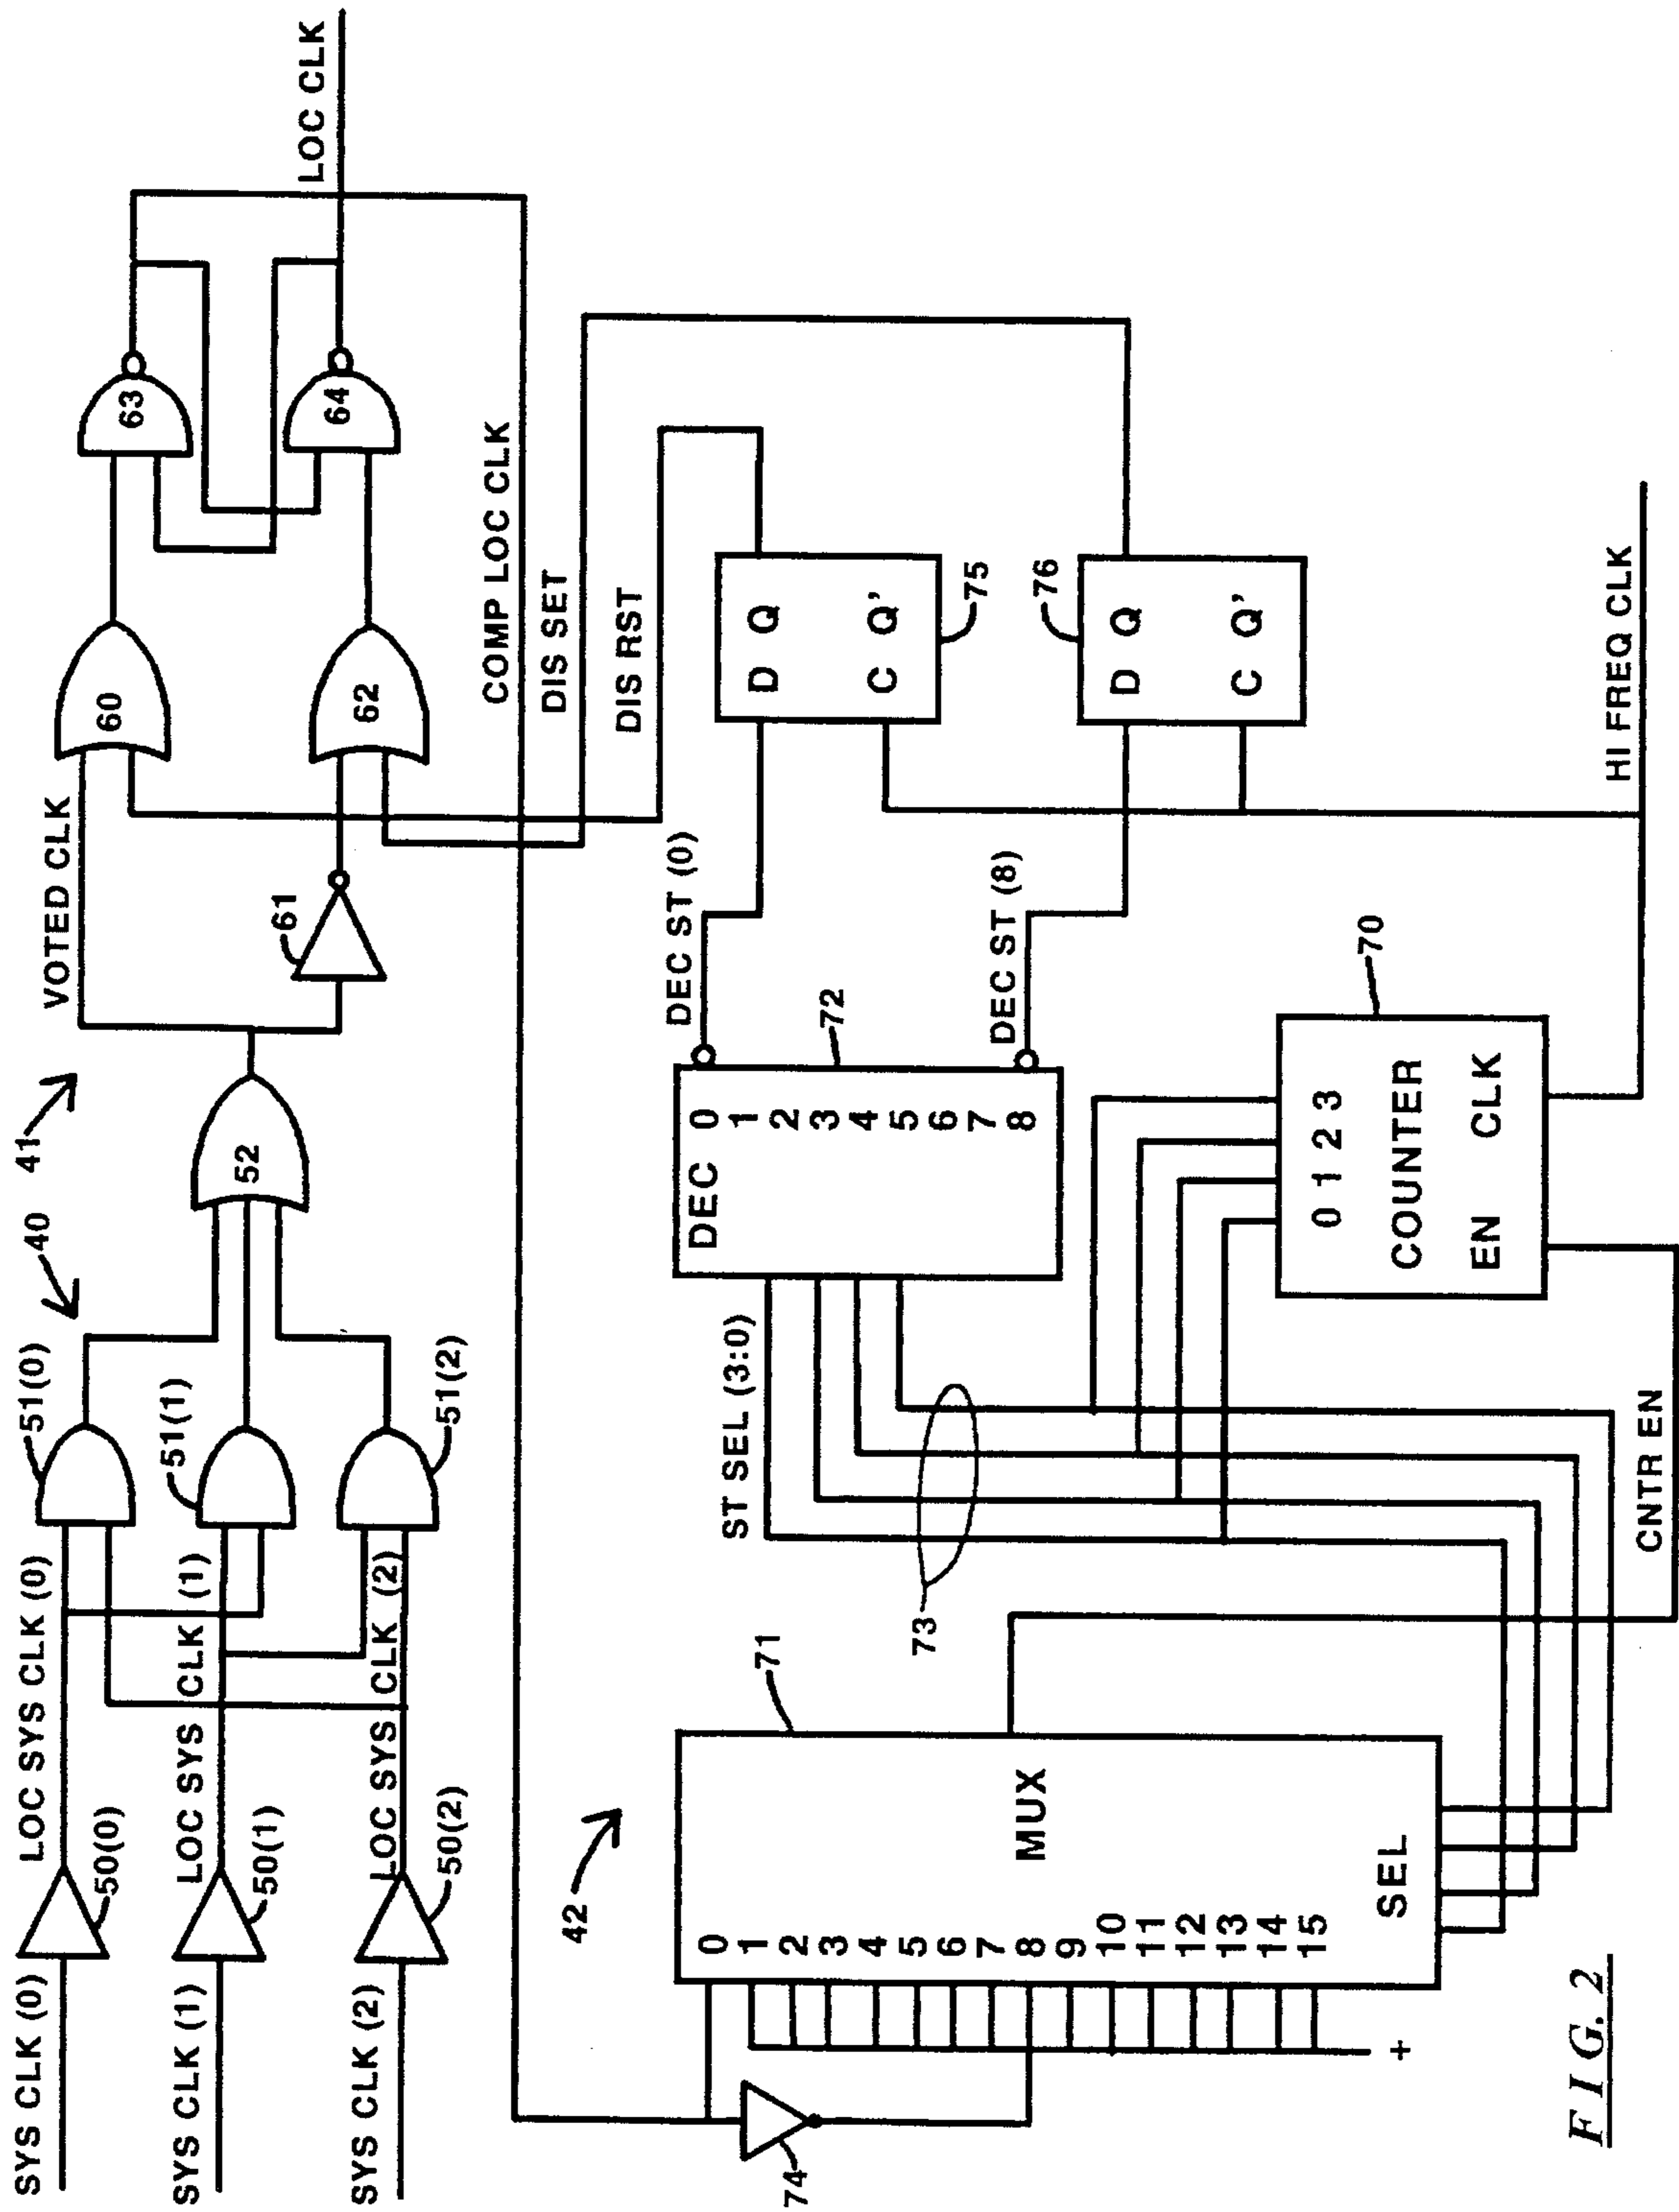 SYS CLK (0)
50(0)
LOC SYS CLK (0)
51(0)
40
41
VOTED CLK
60
63
SYS CLK (1)
50(1)
LOC SYS CLK (1)
51(1)
52
61
62
64
LOC CLK
SYS CLK (2)
50(2)
LOC SYS CLK (2)
51(2)
COMP LOC CLK
DIS SET
DIS RST
42
74
71
0
1
2
3
4
5
6
7
8
9
10
11
12
13
14
15
MUX
SEL
73
ST SEL (3:0)
DEC 0
1
2
3
4
5
6
7
8
72
DEC ST (0)
DEC ST (8)
D Q
C Q'
75
76
D Q
C Q'
70
0 1 2 3
COUNTER
EN CLK
CNTR EN
HI FREQ CLK
+
FIG. 2